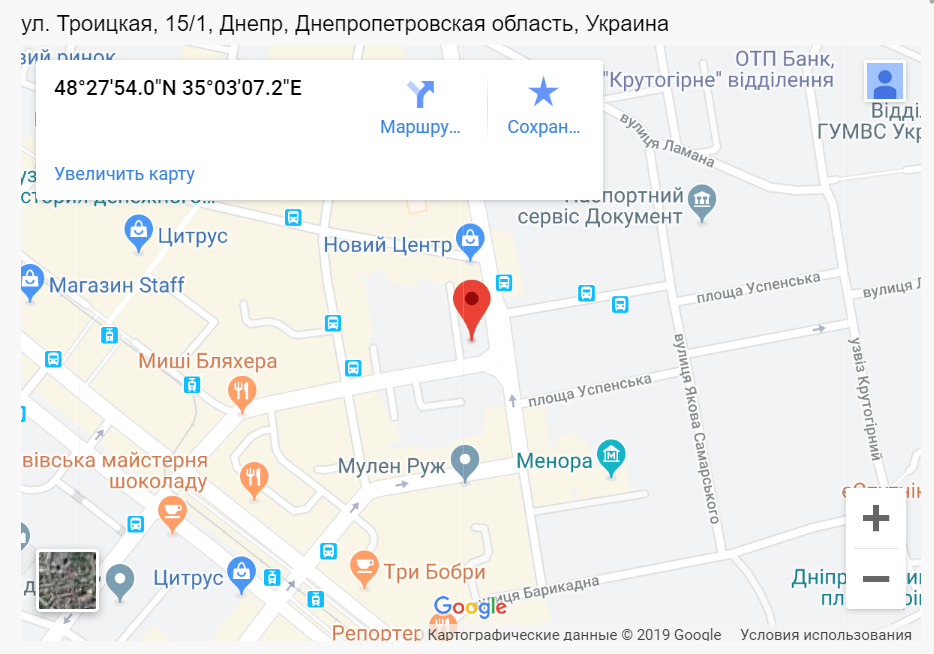 ул. Троицкая, 15/1, Днепр, Днепропетровская область, Украина
ОТП Банк,
"Крутогірне" відділення
48°27'54.0"N 35°03'07.2"E
Маршру...
Сохран...
ГУМВС
вулиця Ламана
Увеличить карту
сервіс Документ
Цитрус
Новий Центр
Магазин Staff
площа Успенська
вулиця
Миші Бляхера
площа Успенська
вулиця Якова Самарського
узвіз Крутогірний
майстерня
шоколаду
Мулен Руж
Менора
Цитрус
Три Бобри
Барикадна
Google
Репортер
Картографические данные © 2019 Google
Условия использования